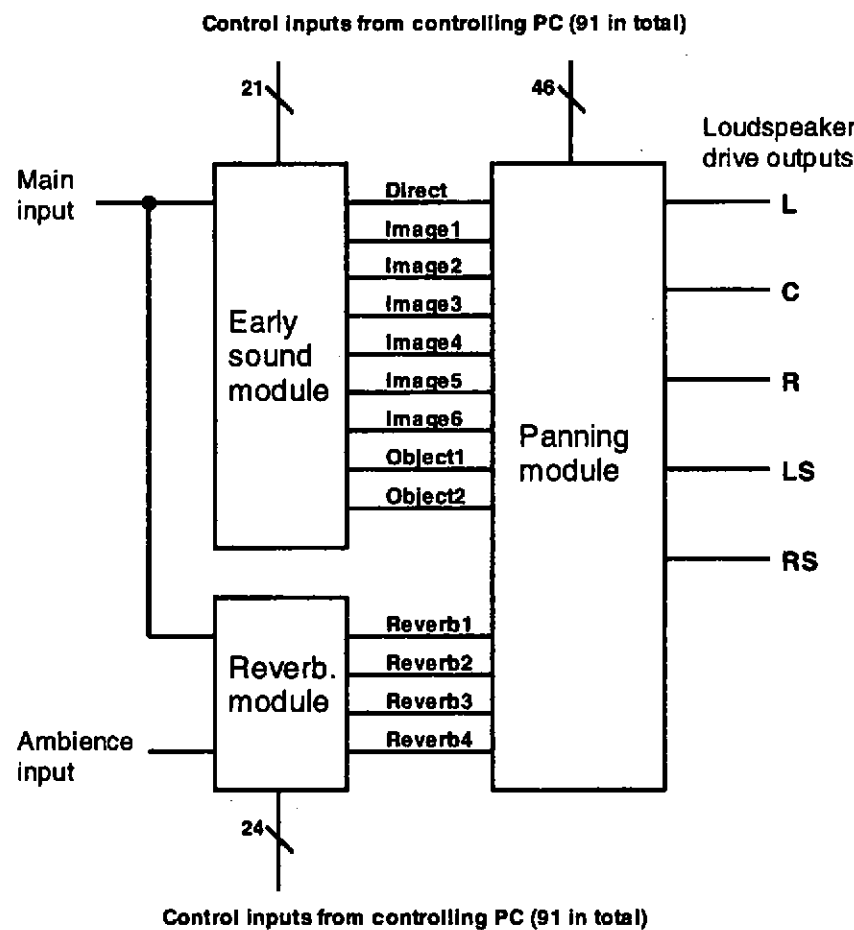 Control inputs from controlling PC (91 in total)
21
46
Loudspeaker
drive outputs
Main
input
Direct
Image1
Image2
Image3
Image4
Image5
Image6
Object1
Object2
Early
sound
module
Panning
module
L
C
R
LS
RS
Reverb1
Reverb2
Reverb3
Reverb4
Reverb.
module
Ambience
input
24
Control inputs from controlling PC (91 in total)